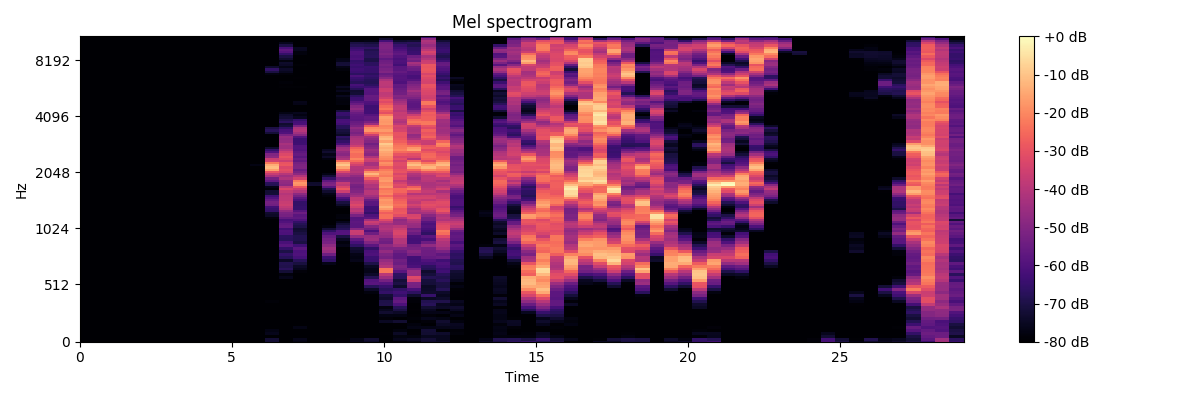 Mel spectrogram
Hz
8192
4096
2048
1024
512
0
0 5 10 15 20 25
Time
+0 dB
-10 dB
-20 dB
-30 dB
-40 dB
-50 dB
-60 dB
-70 dB
-80 dB